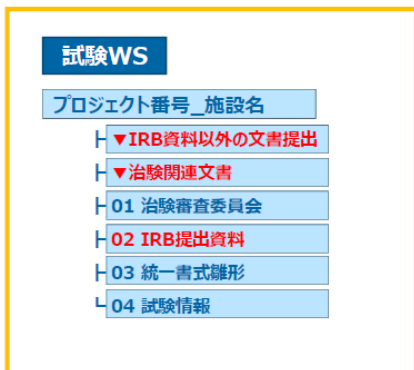 試験WS
プロジェクト番号_施設名
▼IRB資料以外の文書提出
▼治験関連文書
01 治験審査委員会
02 IRB提出資料
03 統一書式雛形
04 試験情報